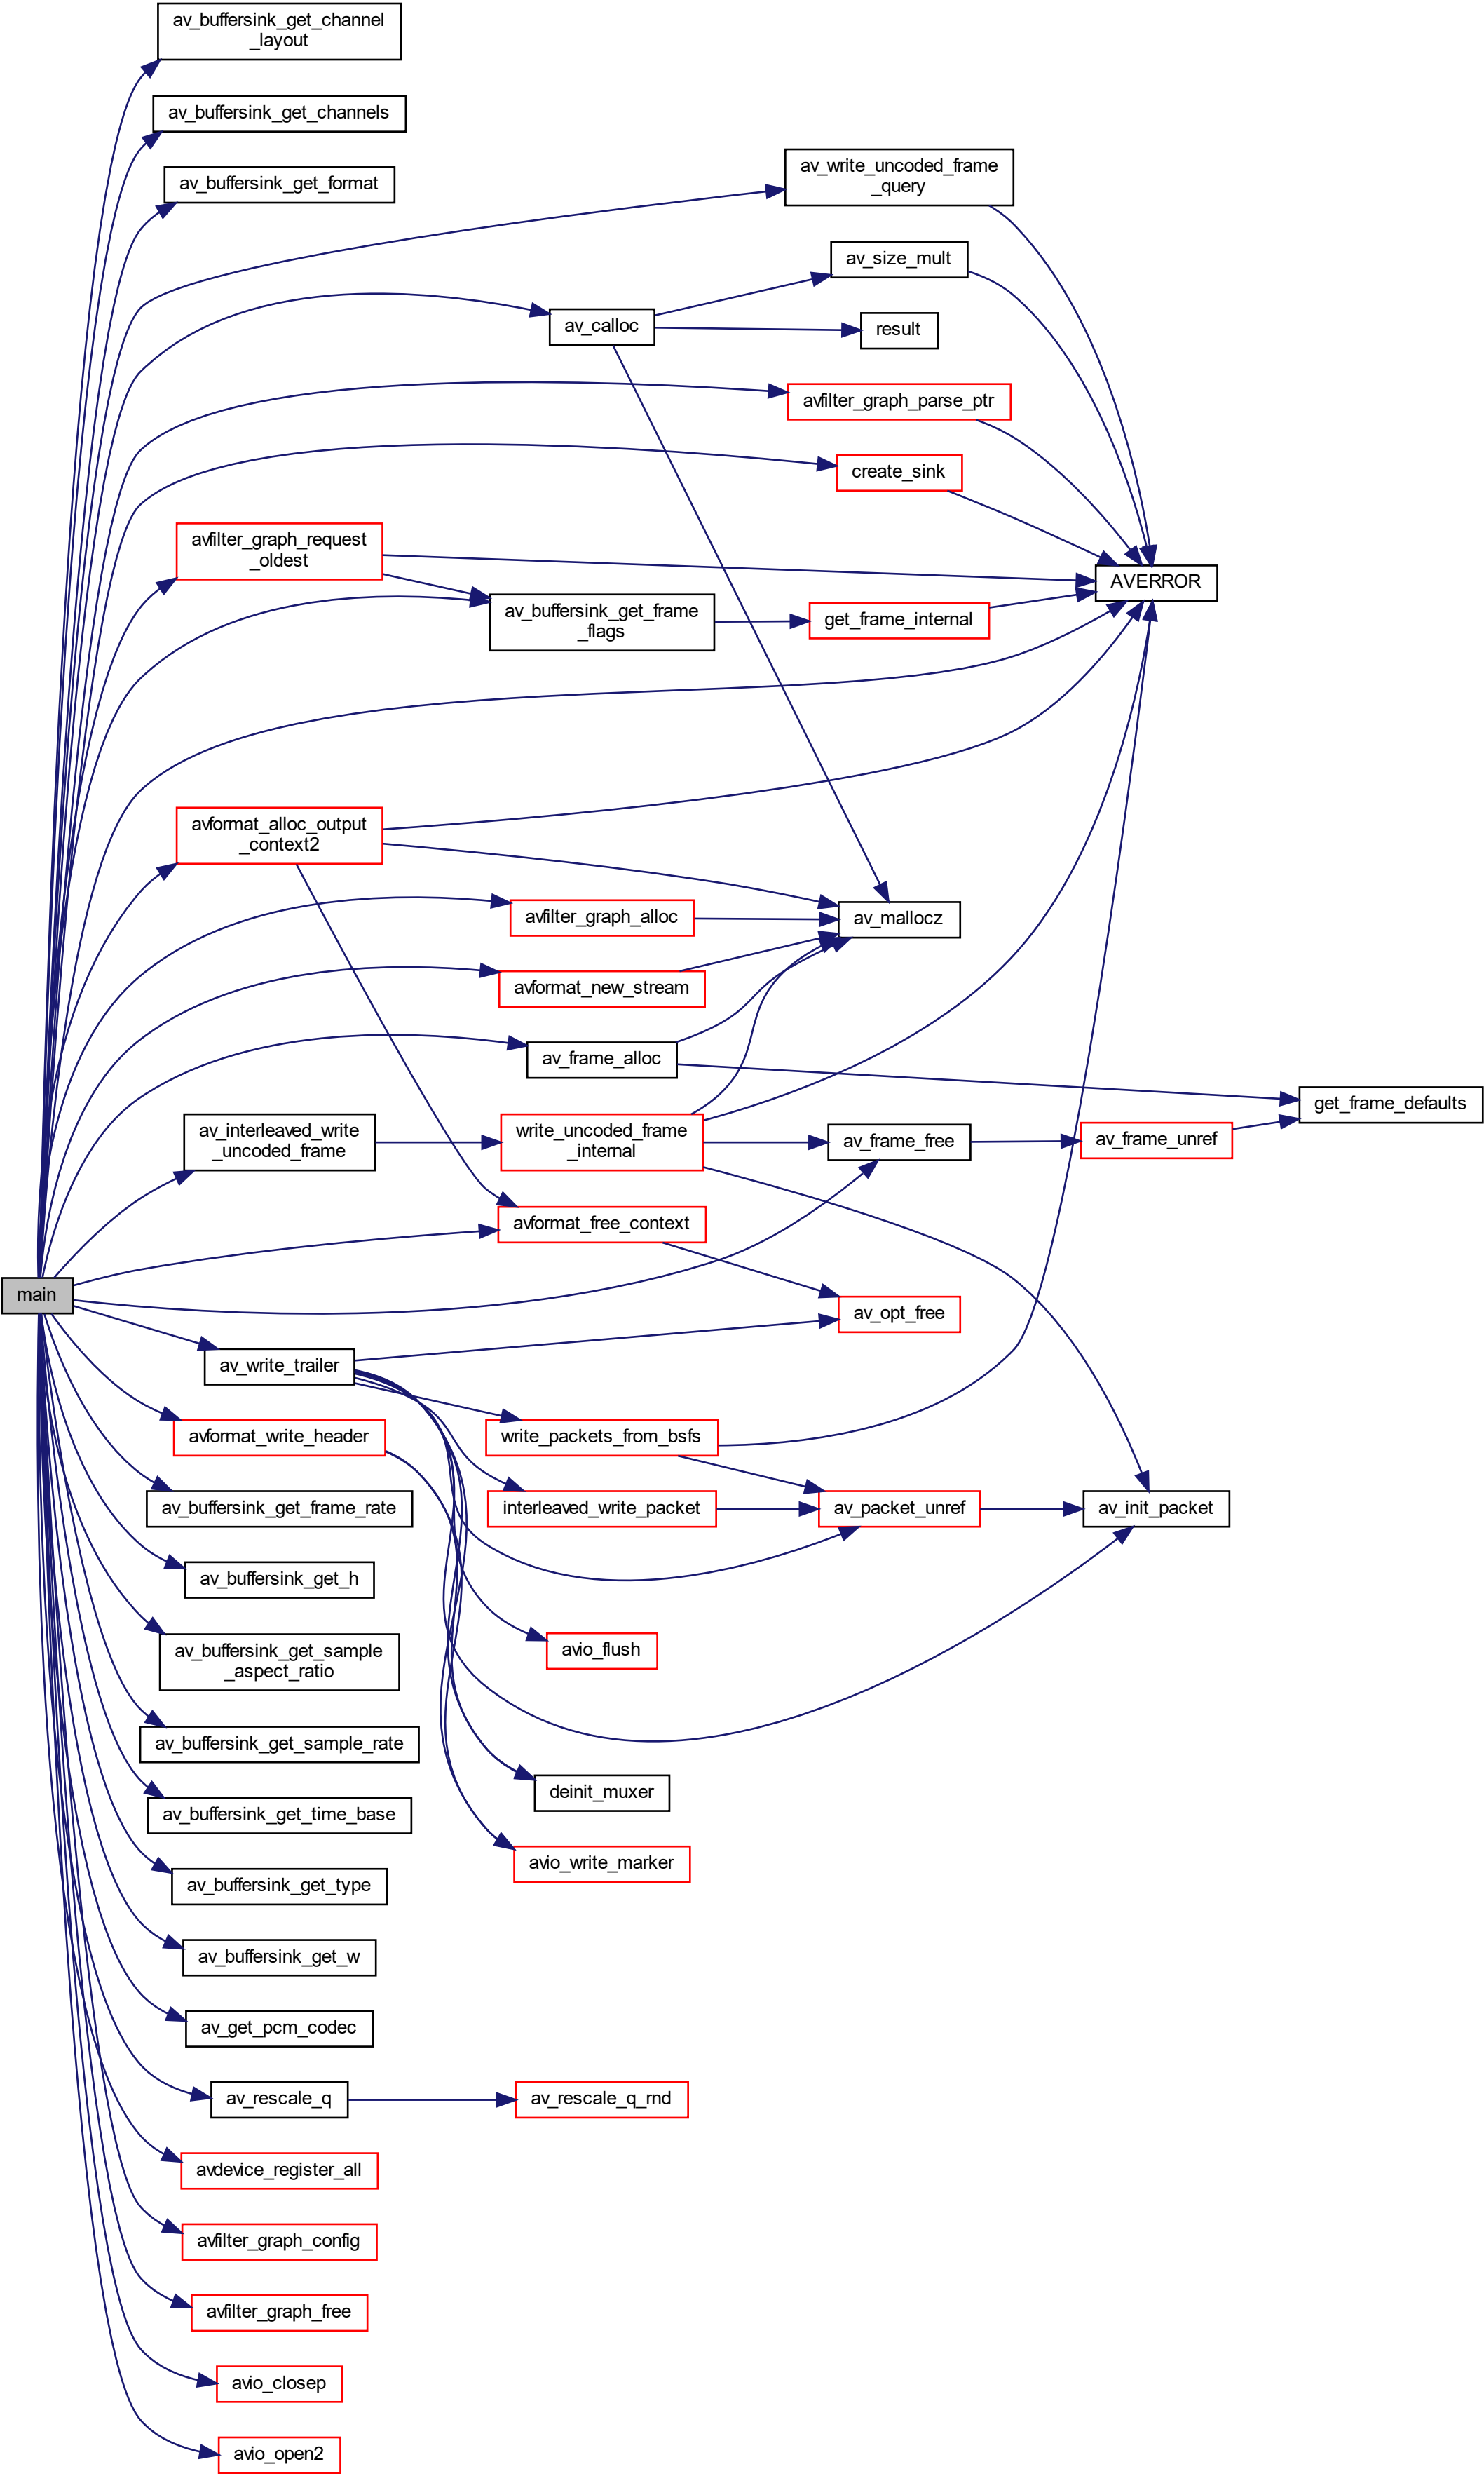 av_buffersink_get_channel
_layout
av_buffersink_get_channels
av_write_uncoded_frame
_query
av_buffersink_get_format
av_size_mult
av_calloc
result
avfilter_graph_parse_ptr
create_sink
avfilter_graph_request
_oldest
AVERROR
av_buffersink_get_frame
_flags
get_frame_internal
avformat_alloc_output
_context2
avfilter_graph_alloc
av_mallocz
avformat_new_stream
av_frame_alloc
get_frame_defaults
av_interleaved_write
_uncoded_frame
write_uncoded_frame
_internal
av_frame_free
av_frame_unref
avformat_free_context
main
av_opt_free
av_write_trailer
avformat_write_header
write_packets_from_bsfs
av_buffersink_get_frame_rate
interleaved_write_packet
av_packet_unref
av_init_packet
av_buffersink_get_h
av_buffersink_get_sample
_aspect_ratio
avio_flush
av_buffersink_get_sample_rate
deinit_muxer
av_buffersink_get_time_base
avio_write_marker
av_buffersink_get_type
av_buffersink_get_w
av_get_pcm_codec
av_rescale_q
av_rescale_q_rnd
avdevice_register_all
avfilter_graph_config
avfilter_graph_free
avio_closep
avio_open2